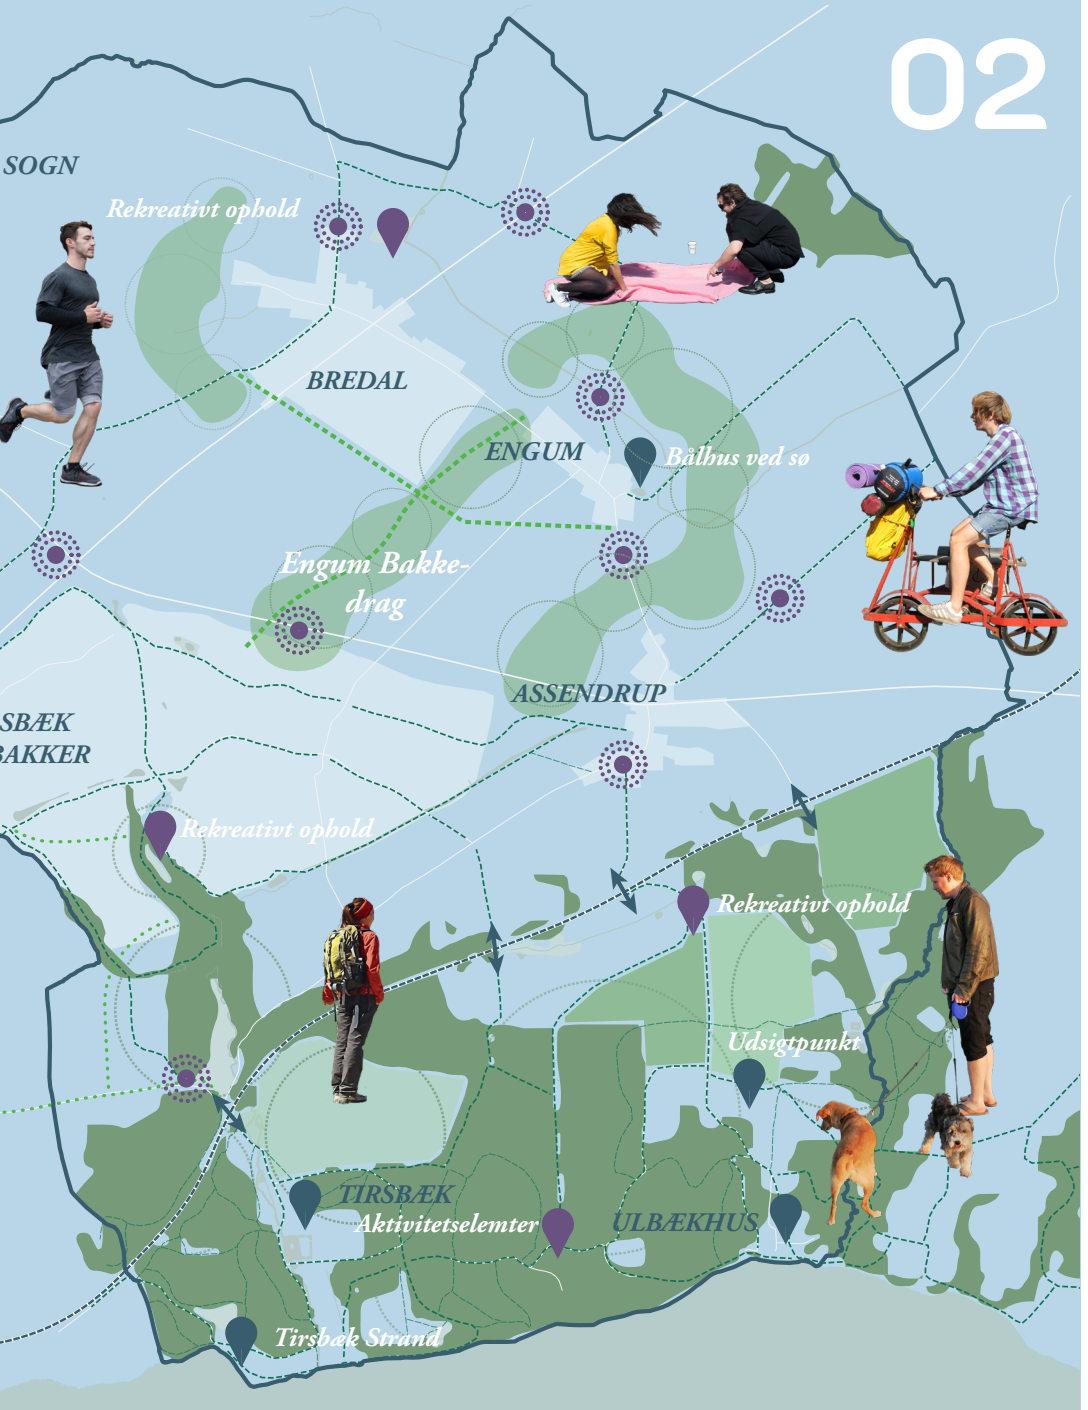 02
SOGN
Rekreativt ophold
BREDAL
ENGUM
Bålhus ved sø
Engum Bakke-
drag
ASSENDRUP
SBÆK
BAKKER
Rekreativt ophold
Rekreativt ophold
Udsigtpunkt
TIRSBÆK
Aktivitetselemter
ULBÆKHUS
Tirsbæk Strand